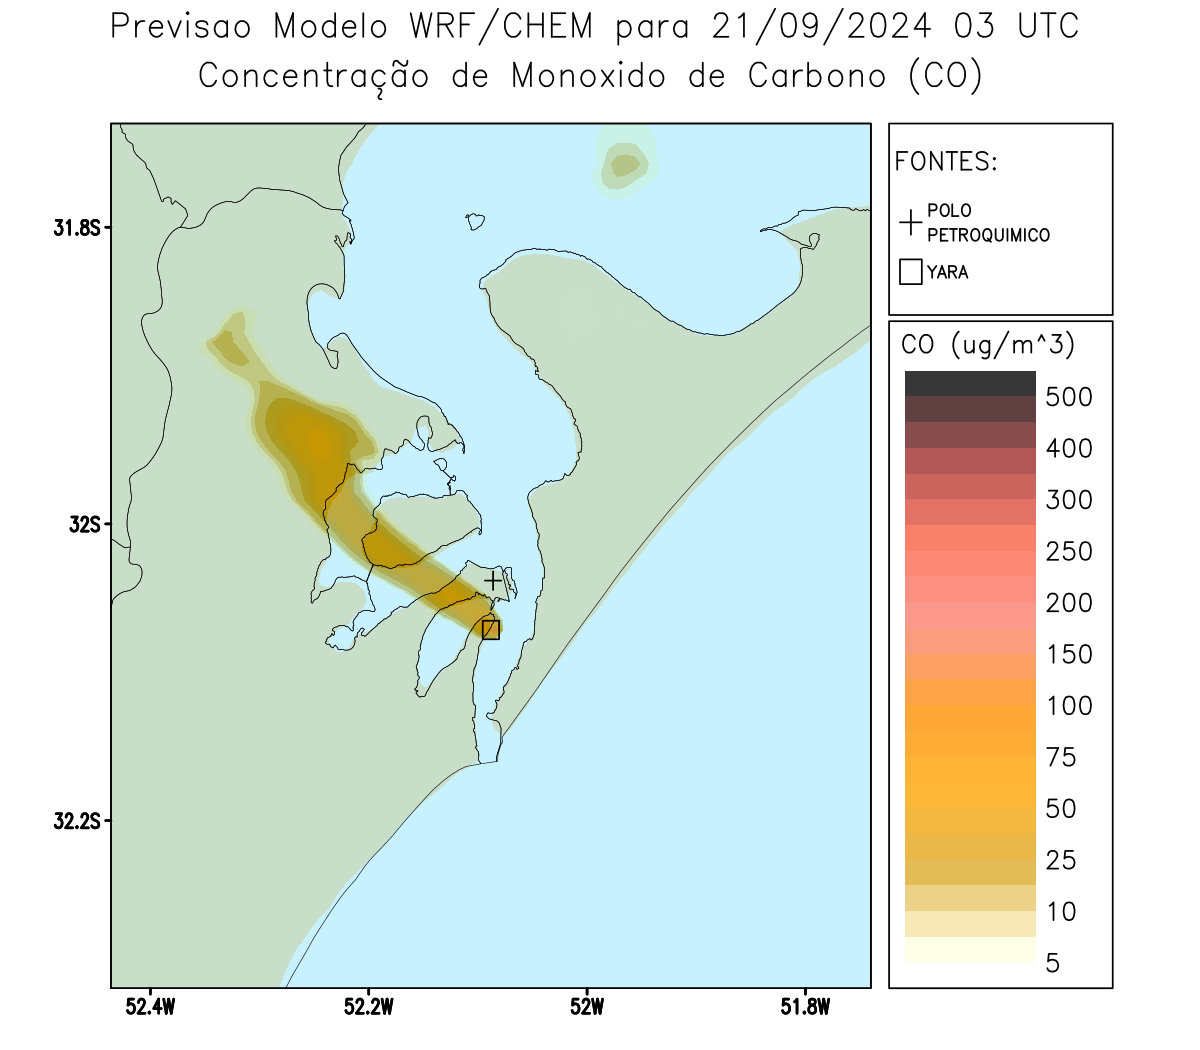 Previsao Modelo WRF/CHEM para 21/09/2024 03 UTC
Concentração de Monoxido de Carbono (CO)
FONTES:
POLO
PETROQUIMICO
YARA
CO (ug/m^3)
500
400
300
250
200
150
100
75
50
25
10
5
31.8S
32S
32.2S
52.4W
52.2W
52W
51.8W